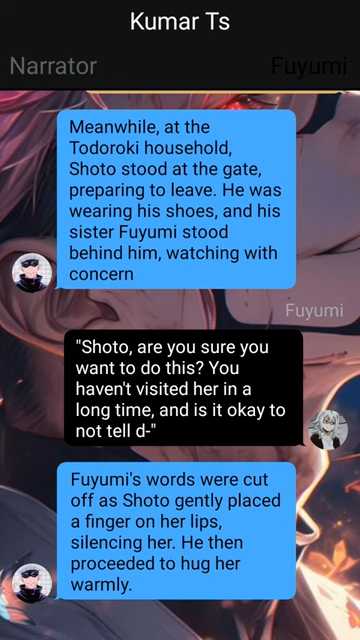 Kumar Ts
Narrator
Fuyumi
Meanwhile, at the
Todoroki household,
Shoto stood at the gate,
preparing to leave. He was
wearing his shoes, and his
sister Fuyumi stood
behind him, watching with
concern
Fuyumi
"Shoto, are you sure you
want to do this? You
haven't visited her in a
long time, and is it okay to
not tell d-"
Fuyumi's words were cut
off as Shoto gently placed
a finger on her lips,
silencing her. He then
proceeded to hug her
warmly.